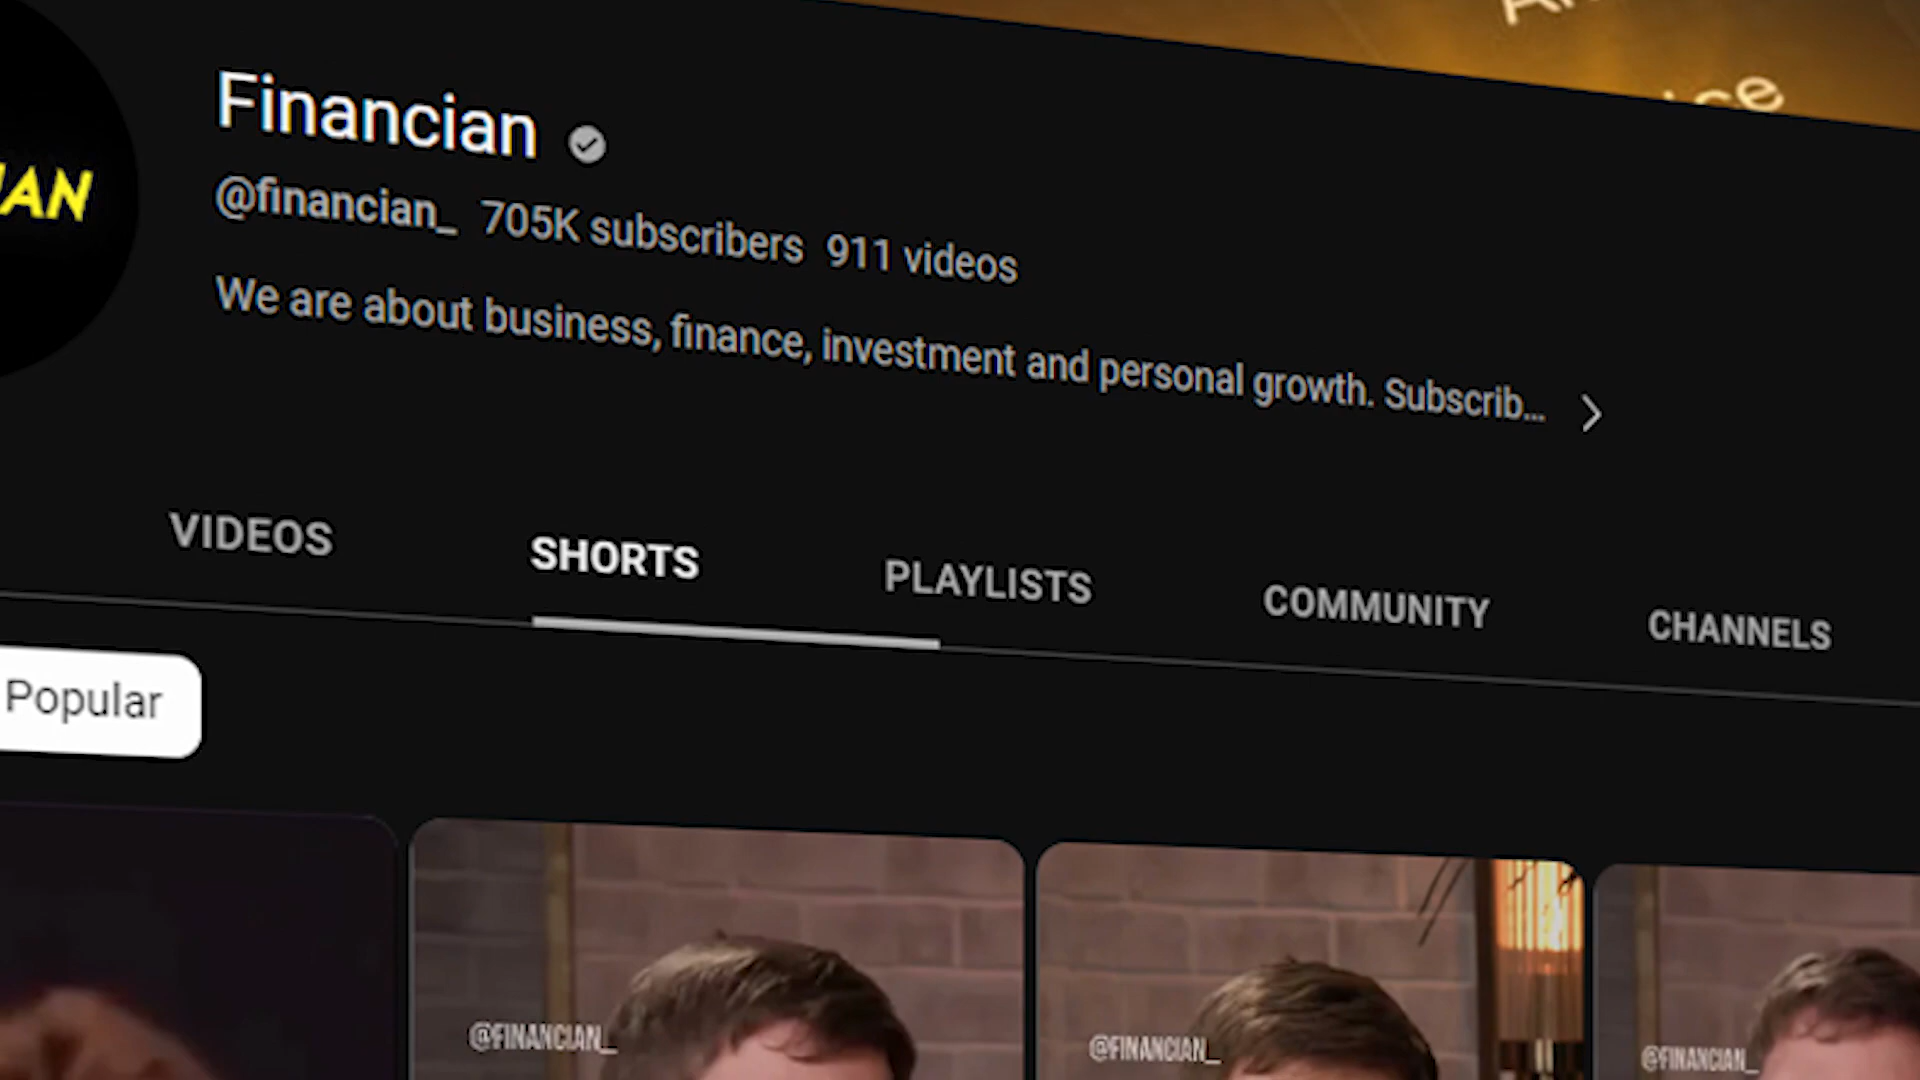 Financian
IAN
@financian_ 705K subscribers 911 videos
We are about business, finance, investment and personal growth. Subscrib...
VIDEOS SHORTS PLAYLISTS COMMUNITY CHANNELS
Popular
@FINANCIAN_
@FINANCIAN_
@FINANCIAN_